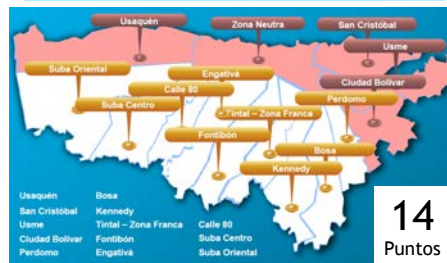 Usaquén
Zona Neutra
San Cristóbal
Usme
Suba Oriental
Engativá
Ciudad Bolívar
Calle 80
Perdomo
Suba Centro
Tintal – Zona Franca
Fontibón
Bosa
Kennedy
Usaquén Bosa
San Cristóbal Kennedy
Usme Tintal – Zona Franca Calle 80
Ciudad Bolívar Fontibón Suba Centro
Perdomo Engativá Suba Oriental
14
Puntos